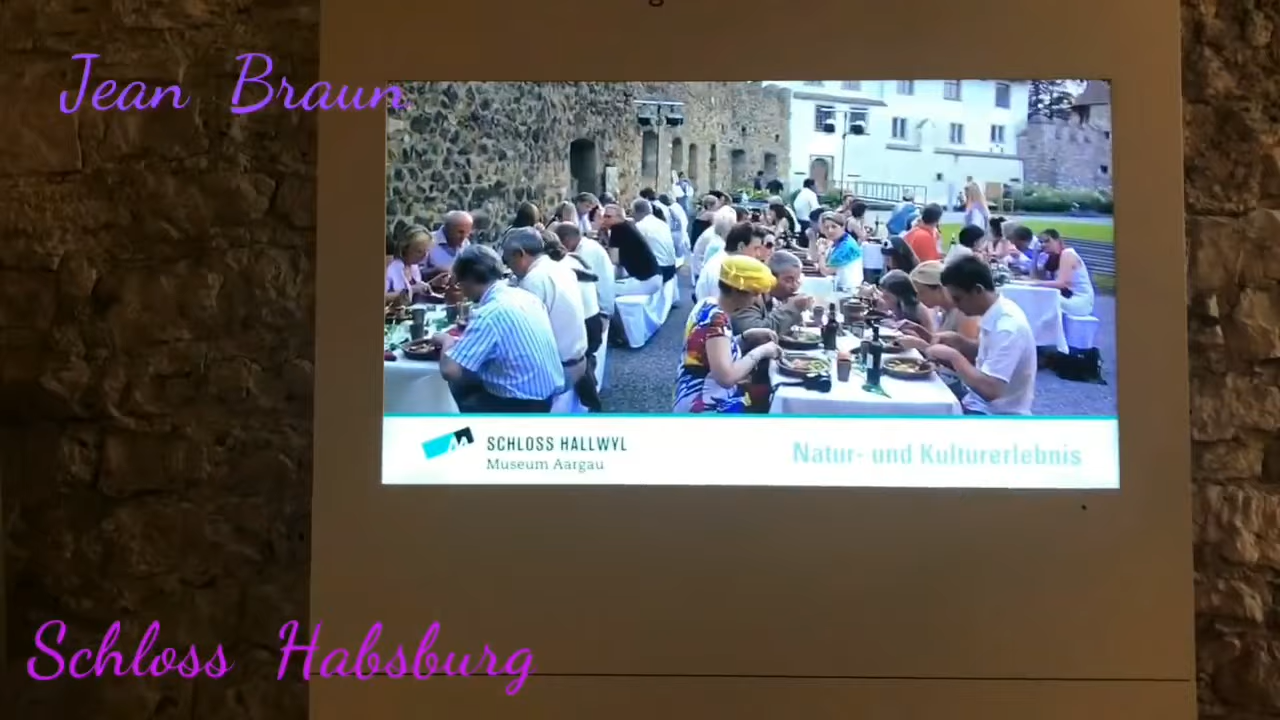 Jean Braun
SCHLOSS HALLWYL
Museum Aargau
Natur- und Kulturerlebnis
Schloss Habsburg